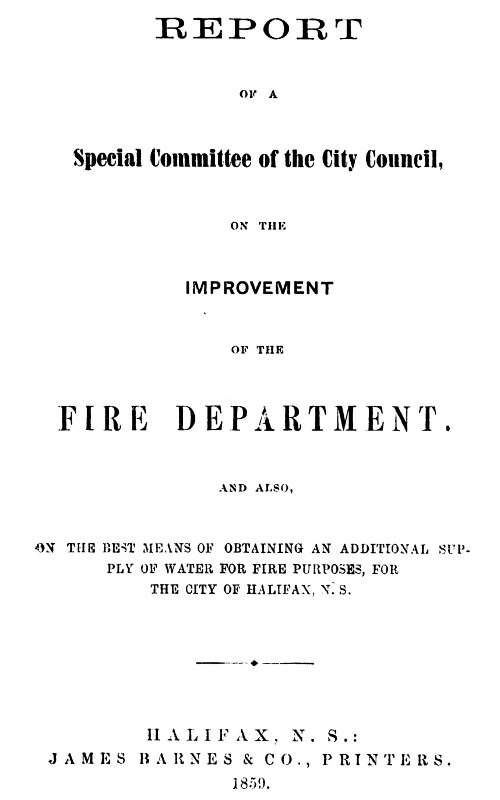 REPORT
OF A
Special Committee of the City Council,
ON THE
IMPROVEMENT
OF THE
FIRE DEPARTMENT.
AND ALSO,
ON THE BEST MEANS OF OBTAINING AN ADDITIONAL SUP-
PLY OF WATER FOR FIRE PURPOSES, FOR
THE CITY OF HALIFAX, N. S.
HALIFAX, N. S.:
JAMES BARNES & CO., PRINTERS.
1859.